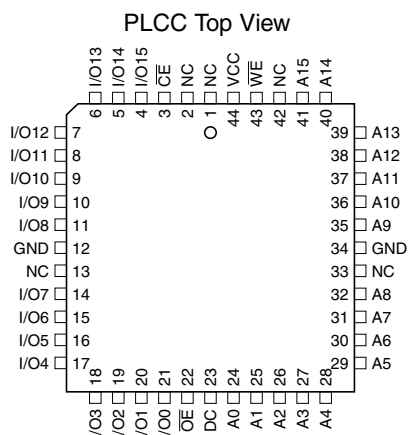 PLCC Top View
I/O13 I/O14 I/O15 C̅E̅ NC NC VCC W̅E̅ NC A15 A14
6 5 4 3 2 1 44 43 42 41 40
I/O12 7 39 A13
I/O11 8 38 A12
I/O10 9 37 A11
I/O9 10 36 A10
I/O8 11 35 A9
GND 12 34 GND
NC 13 33 NC
I/O7 14 32 A8
I/O6 15 31 A7
I/O5 16 30 A6
I/O4 17 29 A5
18 19 20 21 22 23 24 25 26 27 28
/O3 /O2 /O1 /O0 O̅E̅ DC A0 A1 A2 A3 A4